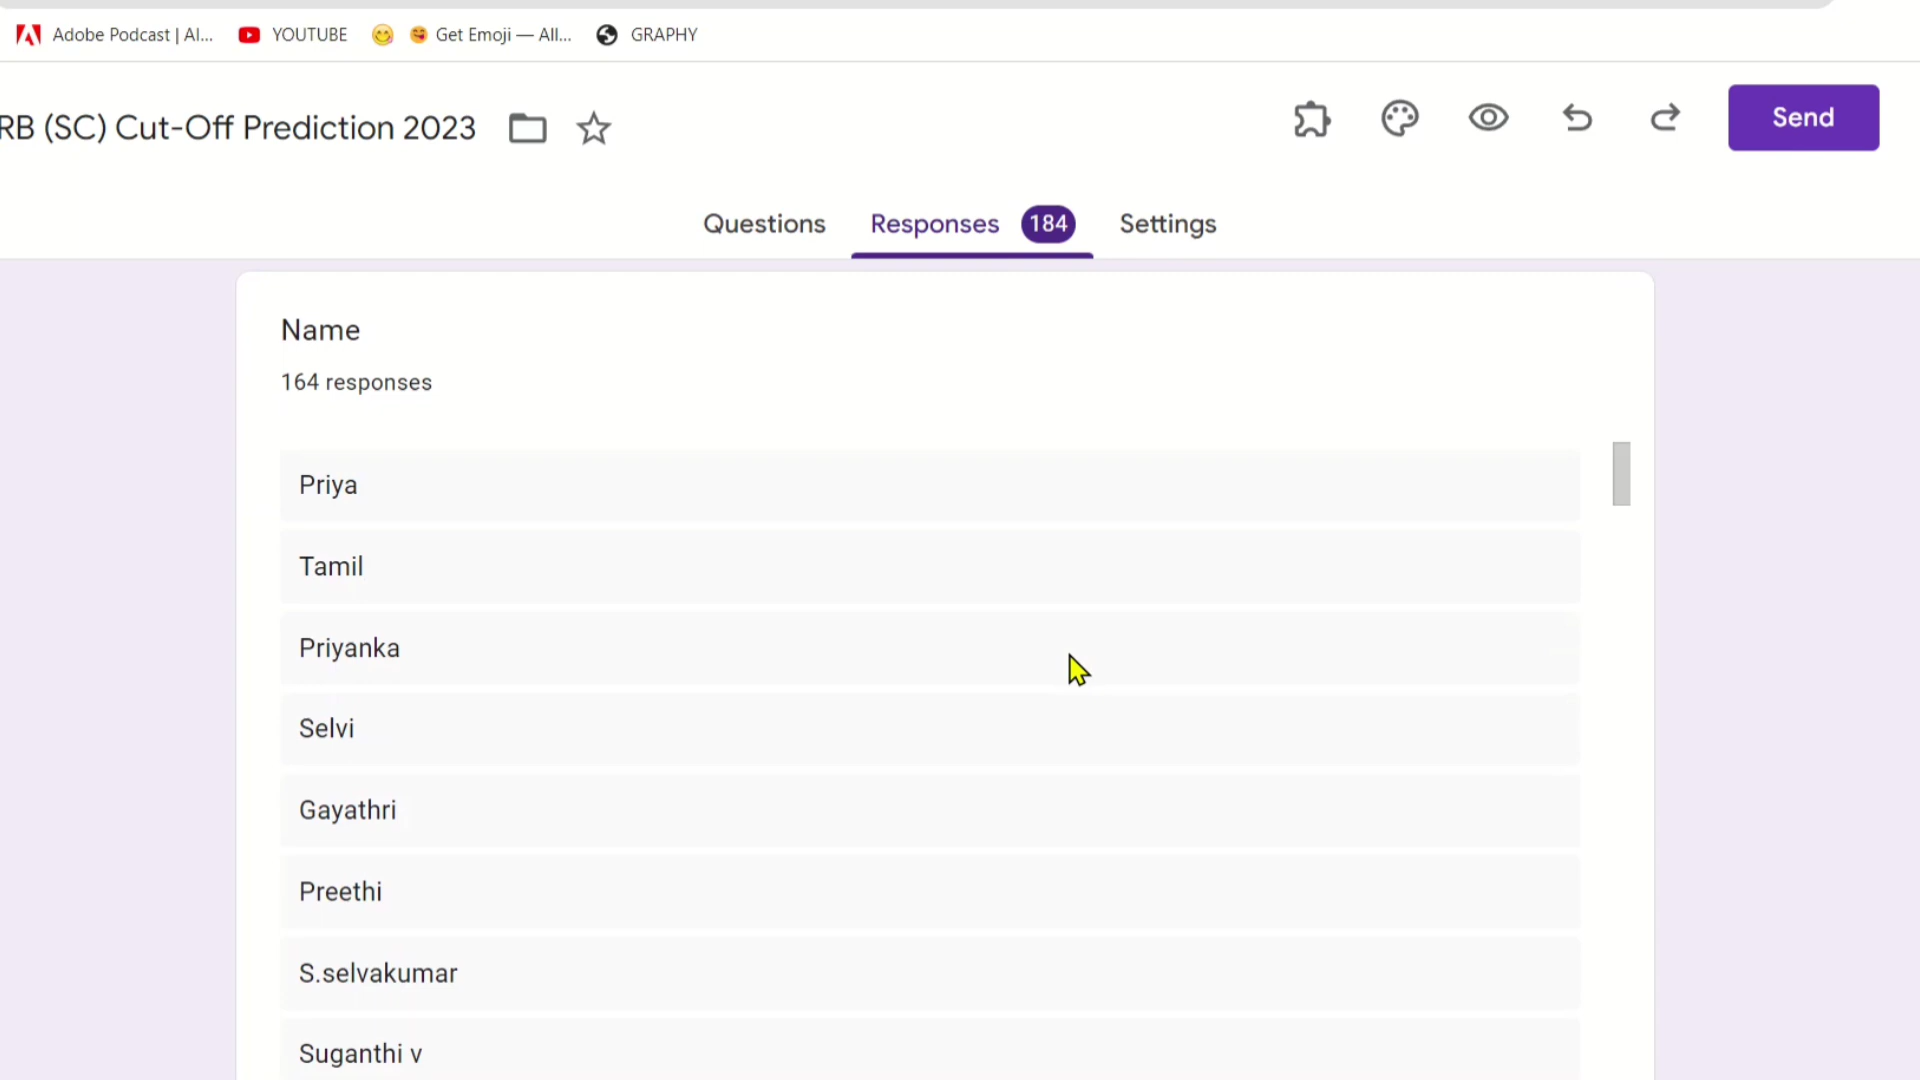 Adobe Podcast | AI...
YOUTUBE
Get Emoji — All...
GRAPHY
RB (SC) Cut-Off Prediction 2023
Send
Questions
Responses 184
Settings
Name
164 responses
Priya
Tamil
Priyanka
Selvi
Gayathri
Preethi
S.selvakumar
Suganthi v